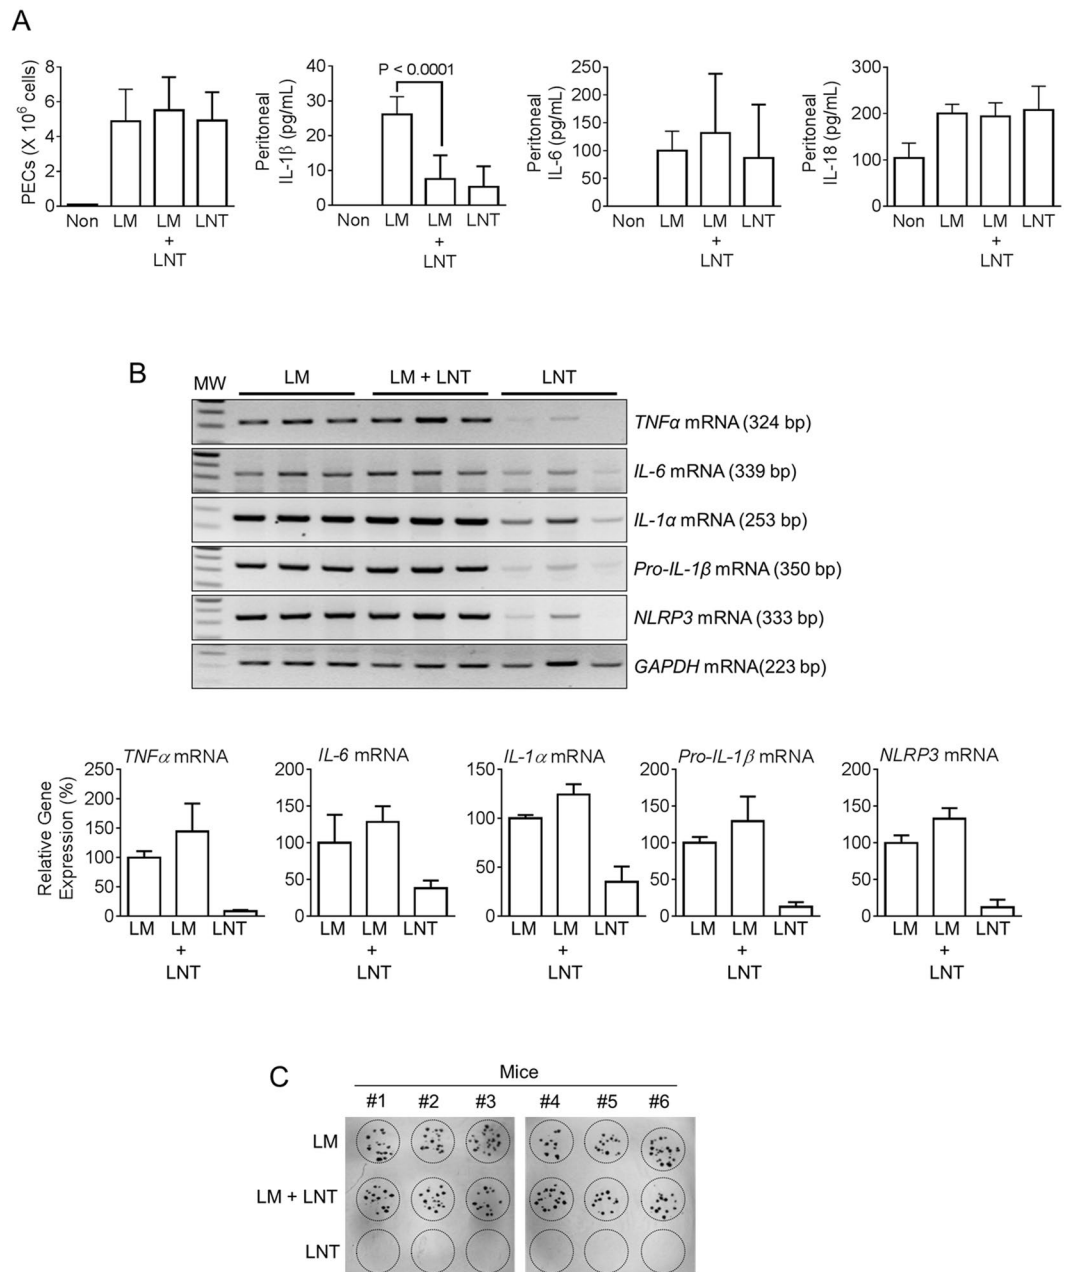 A
PECs (X 10⁶ cells)
8
6
4
2
0
Non LM LM LNT
+
LNT
Peritoneal
IL-1β (pg/mL)
P < 0.0001
40
30
20
10
0
Non LM LM LNT
+
LNT
Peritoneal
IL-6 (pg/mL)
250
200
150
100
50
0
Non LM LM LNT
+
LNT
Peritoneal
IL-18 (pg/mL)
300
200
100
0
Non LM LM LNT
+
LNT
B
MW LM LM + LNT LNT
TNFα mRNA (324 bp)
IL-6 mRNA (339 bp)
IL-1α mRNA (253 bp)
Pro-IL-1β mRNA (350 bp)
NLRP3 mRNA (333 bp)
GAPDH mRNA(223 bp)
Relative Gene
Expression (%)
TNFα mRNA
250
200
150
100
50
0
LM LM LNT
+
LNT
IL-6 mRNA
200
150
100
50
0
LM LM LNT
+
LNT
IL-1α mRNA
150
100
50
0
LM LM LNT
+
LNT
Pro-IL-1β mRNA
200
150
100
50
0
LM LM LNT
+
LNT
NLRP3 mRNA
200
150
100
50
0
LM LM LNT
+
LNT
C
Mice
#1 #2 #3 #4 #5 #6
LM
LM + LNT
LNT